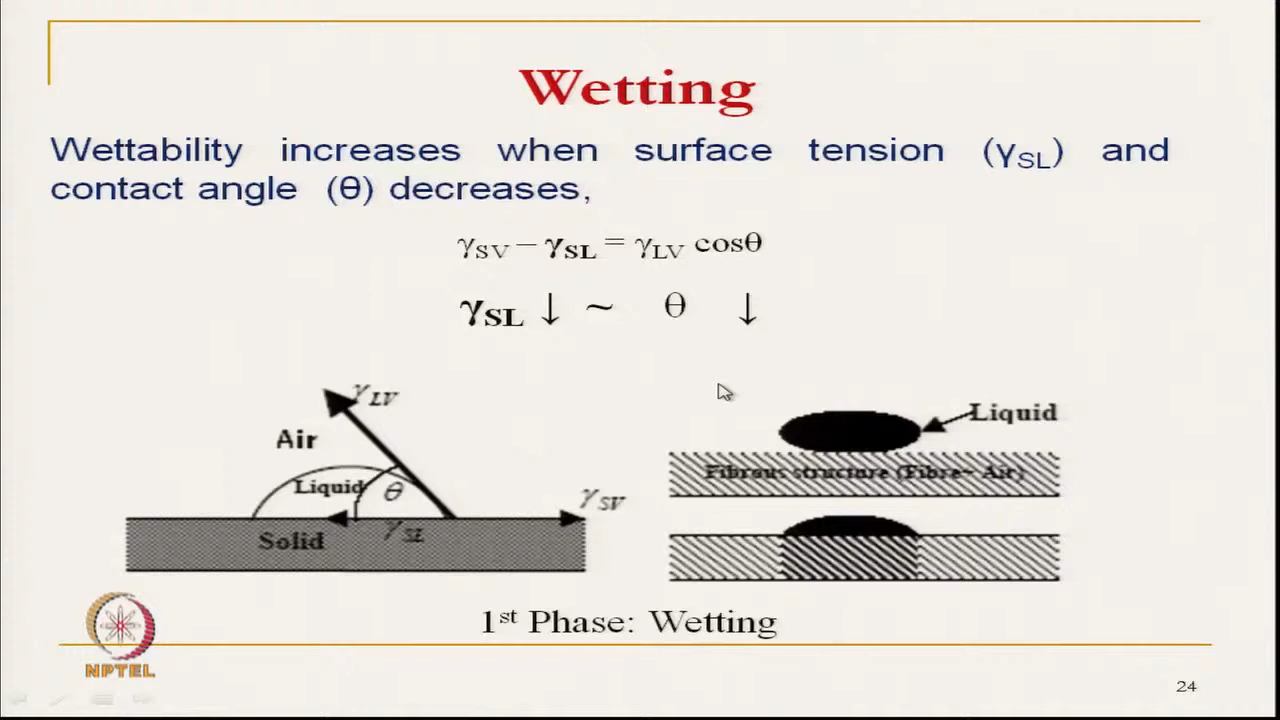 Wetting
Wettability increases when surface tension (γSL) and
contact angle (θ) decreases,
γSV − γSL = γLV cosθ
γSL ↓ ~ θ ↓
γLV
Air
Liquid
θ
γSV
γSL
Solid
Liquid
Fibrous structure (Fibre~ Air)
1st Phase: Wetting
NPTEL
24